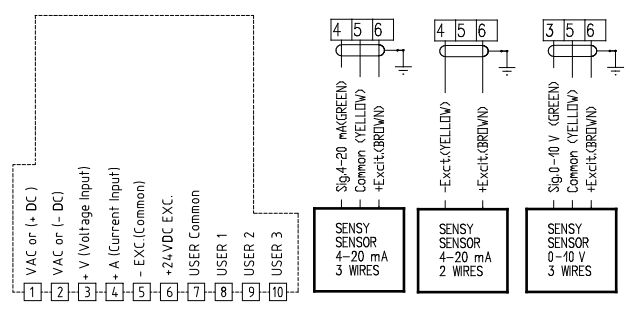 VAC or (+ DC )
VAC or (- DC)
+ V (Voltage Input)
+ A (Current Input)
- EXC.(Common)
+24VDC EXC.
USER Common
USER 1
USER 2
USER 3
1 2 3 4 5 6 7 8 9 10
4 5 6
Sig.4-20 mA(GREEN)
Common (YELLOW)
+Excit.(BROWN)
SENSY
SENSOR
4-20 mA
3 WIRES
4 5 6
-Exct.(YELLOW)
+Excit.(BROWN)
SENSY
SENSOR
4-20 mA
2 WIRES
3 5 6
Sig.0-10 V (GREEN)
Common (YELLOW)
+Excit.(BROWN)
SENSY
SENSOR
0-10 V
3 WIRES